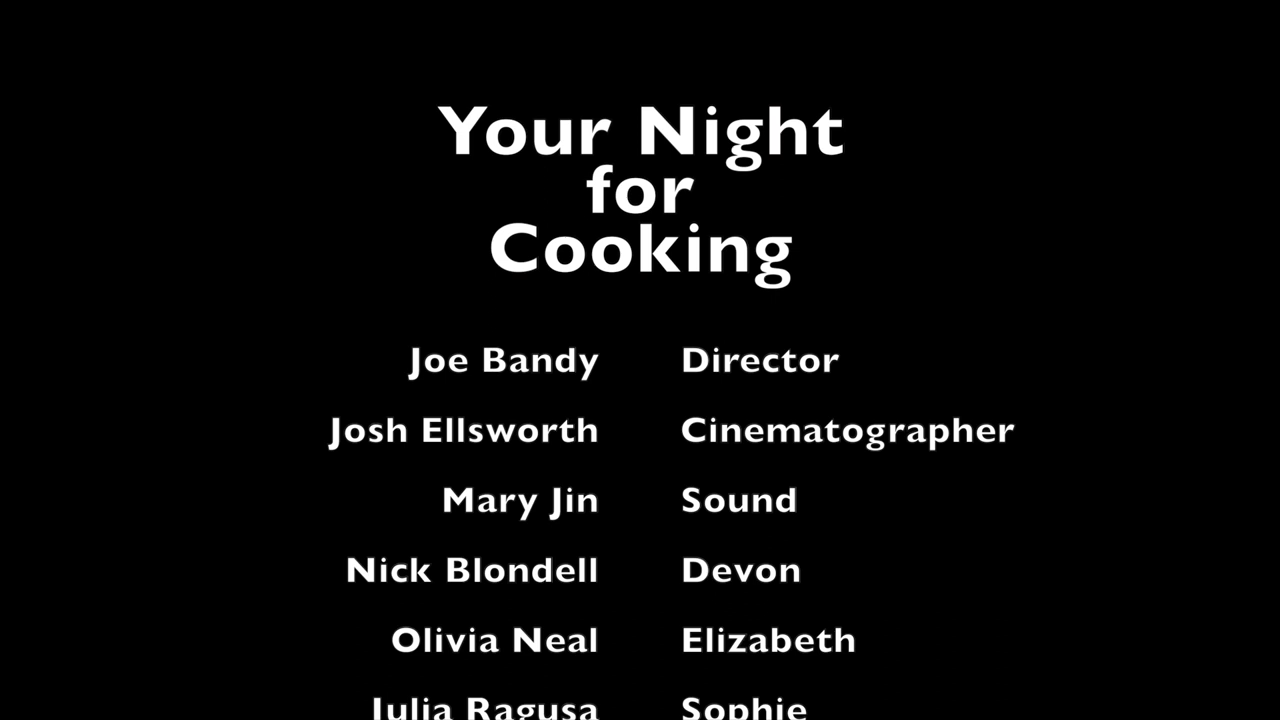 Your Night
for
Cooking
Joe Bandy Director
Josh Ellsworth Cinematographer
Mary Jin Sound
Nick Blondell Devon
Olivia Neal Elizabeth
Julia Ragusa Sophie